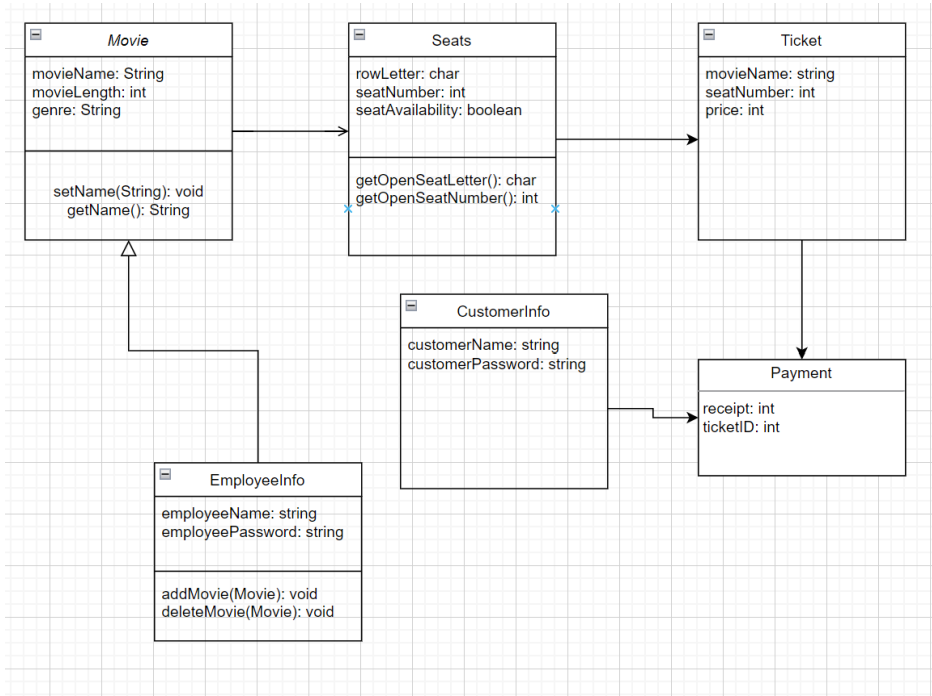 Movie
movieName: String
movieLength: int
genre: String
setName(String): void
getName(): String
Seats
rowLetter: char
seatNumber: int
seatAvailability: boolean
getOpenSeatLetter(): char
getOpenSeatNumber(): int
Ticket
movieName: string
seatNumber: int
price: int
CustomerInfo
customerName: string
customerPassword: string
Payment
receipt: int
ticketID: int
EmployeeInfo
employeeName: string
employeePassword: string
addMovie(Movie): void
deleteMovie(Movie): void